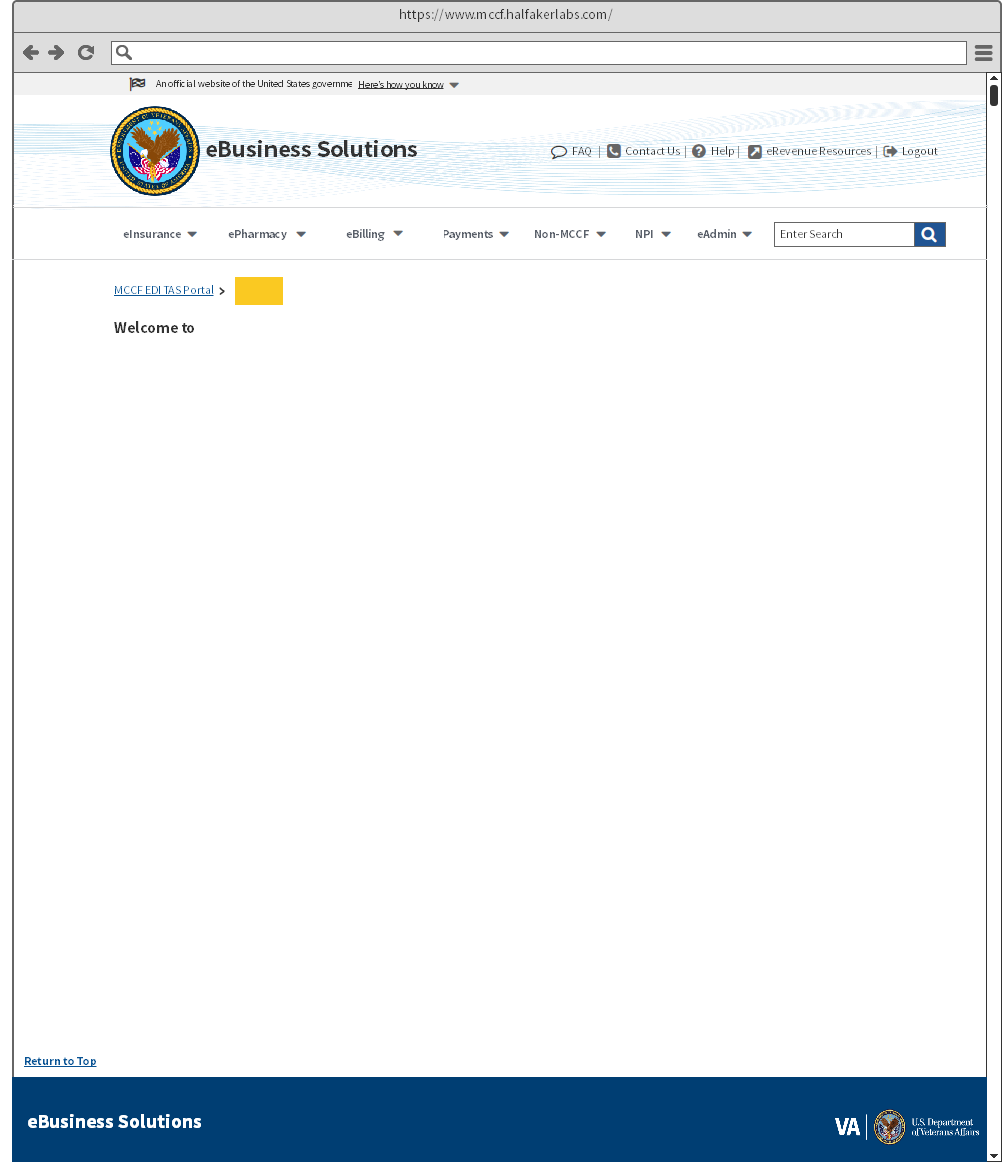 https://www.mccf.halfakerlabs.com/
An official website of the United States governme Here's how you know
eBusiness Solutions
FAQ | Contact Us | Help | eRevenue Resources | Logout
eInsurance ePharmacy eBilling Payments Non-MCCF NPI eAdmin Enter Search
MCCF EDI TAS Portal >
Welcome to
Return to Top
eBusiness Solutions
VA | U.S. Department
of Veterans Affairs